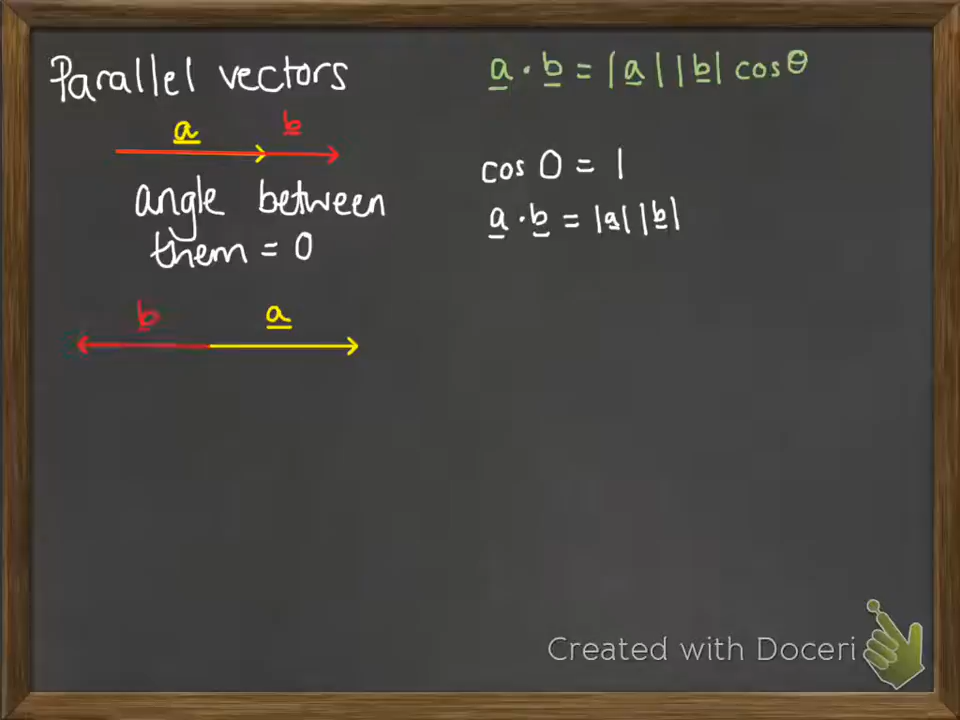 Parallel vectors
a b
angle between
them = 0
b a
a · b = |a| |b| cos θ
cos 0 = 1
a · b = |a| |b|
Created with Doceri